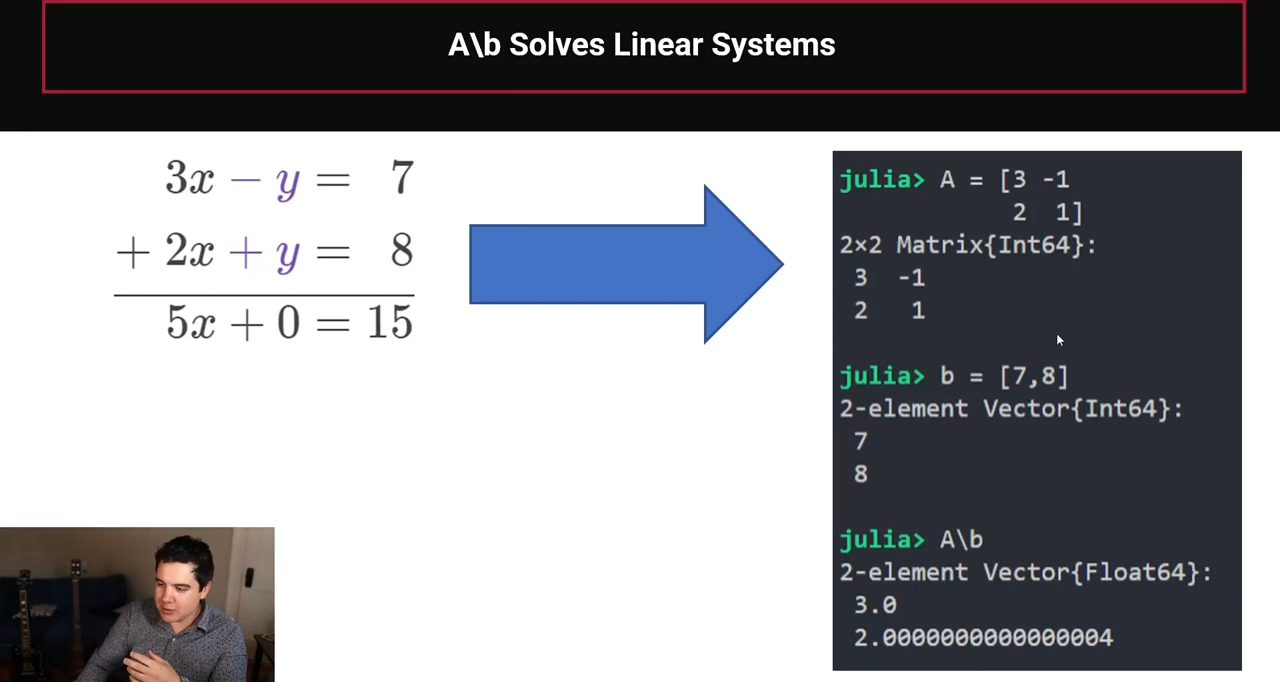 A\b Solves Linear Systems
3x − y = 7
+ 2x + y = 8
5x + 0 = 15
julia> A = [3 -1
2 1]
2×2 Matrix{Int64}:
3 -1
2 1
julia> b = [7,8]
2-element Vector{Int64}:
7
8
julia> A\b
2-element Vector{Float64}:
3.0
2.0000000000000004